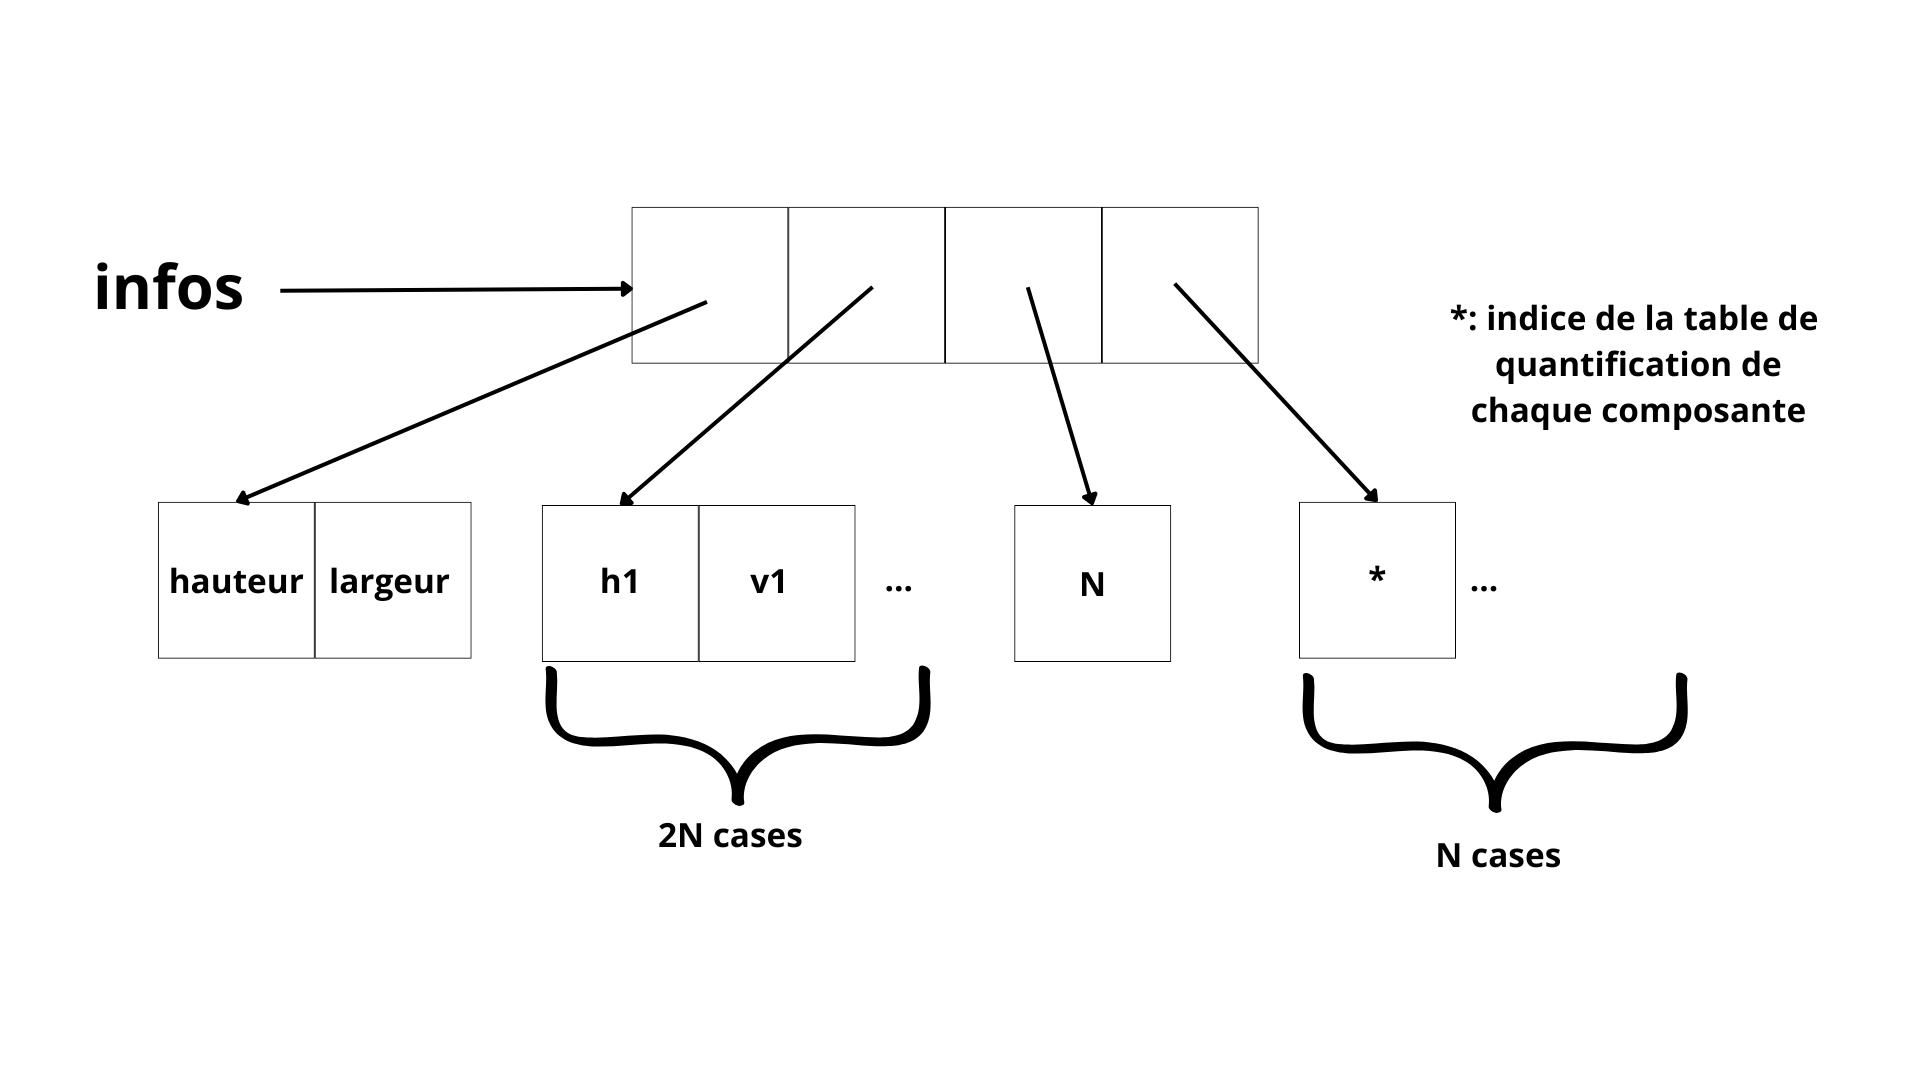 infos
*: indice de la table de
quantification de
chaque composante
hauteur
largeur
h1
v1
...
N
*
...
2N cases
N cases